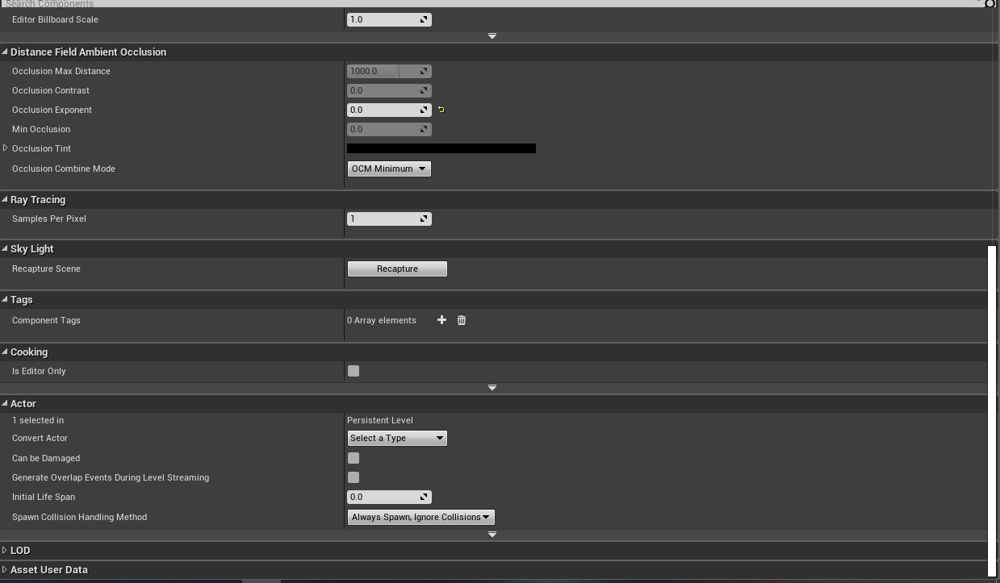 Search Components
Editor Billboard Scale 1.0
Distance Field Ambient Occlusion
Occlusion Max Distance 1000.0
Occlusion Contrast 0.0
Occlusion Exponent 0.0
Min Occlusion 0.0
Occlusion Tint
Occlusion Combine Mode OCM Minimum
Ray Tracing
Samples Per Pixel 1
Sky Light
Recapture Scene Recapture
Tags
Component Tags 0 Array elements
Cooking
Is Editor Only
Actor
1 selected in Persistent Level
Convert Actor Select a Type
Can be Damaged
Generate Overlap Events During Level Streaming
Initial Life Span 0.0
Spawn Collision Handling Method Always Spawn, Ignore Collisions
LOD
Asset User Data